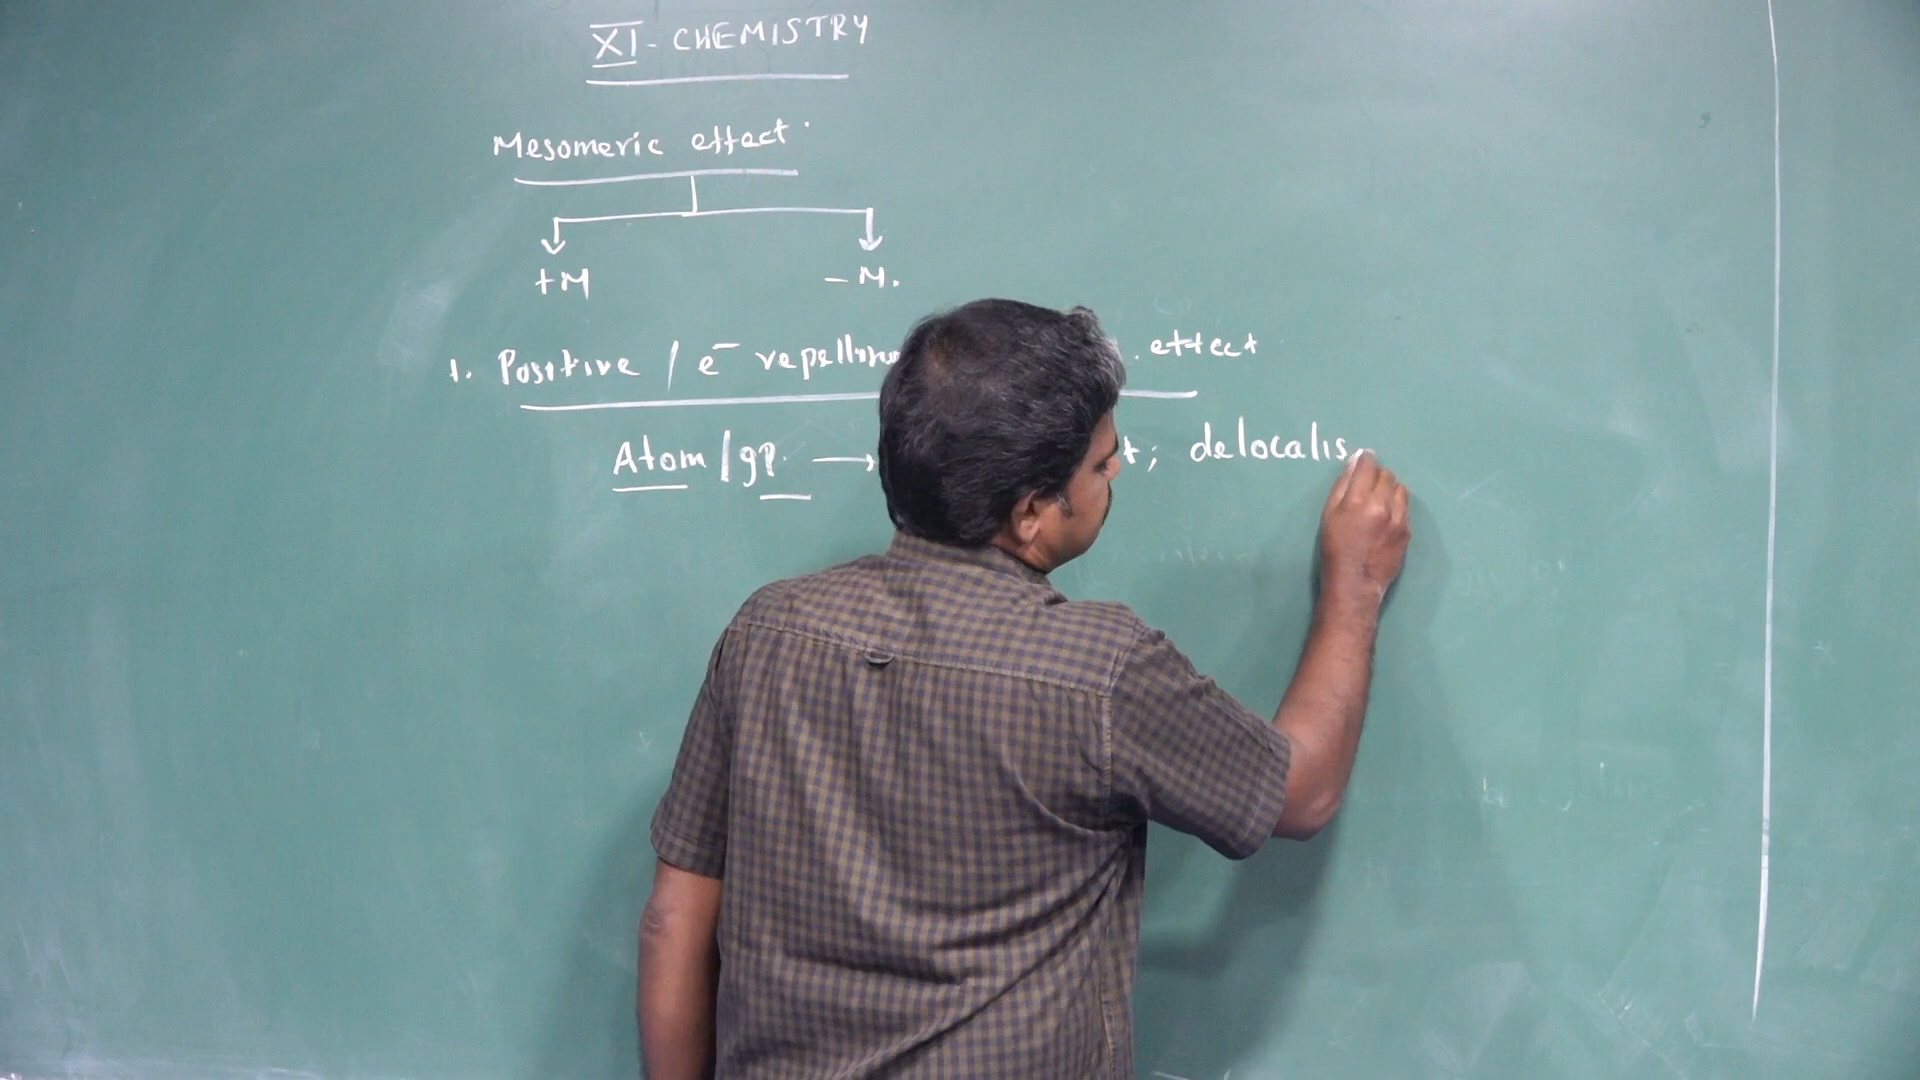 XI - CHEMISTRY
Mesomeric effect.
+M - M.
1. Positive / e⁻ repelling effect
Atom / gp. → ; delocalis